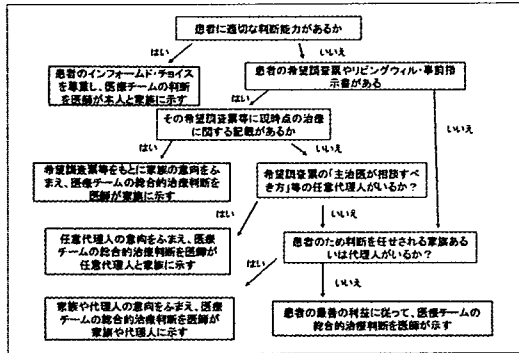 患者に適切な判断能力があるか
はい
いいえ
患者のインフォームド・チョイス
を尊重し、医療チームの判断
を医師が本人と家族に示す
患者の希望調査票やリビングウィル・事前指
示書がある
はい
いいえ
その希望調査票等に現時点の治療
に関する記載があるか
はい
いいえ
希望調査票等をもとに家族の意向をふ
まえ、医療チームの総合的治療判断を
医師が家族に示す
希望調査票の「主治医が相談すべ
き方」等の任意代理人がいるか？
はい
いいえ
任意代理人の意向をふまえ、医療
チームの総合的治療判断を医師が
任意代理人と家族に示す
患者のため判断を任せされる家族ある
いは代理人がいるか？
はい
いいえ
家族や代理人の意向をふまえ、医療
チームの総合的治療判断を医師が
家族や代理人に示す
患者の最善の利益に従って、医療チームの
総合的治療判断を医師が示す